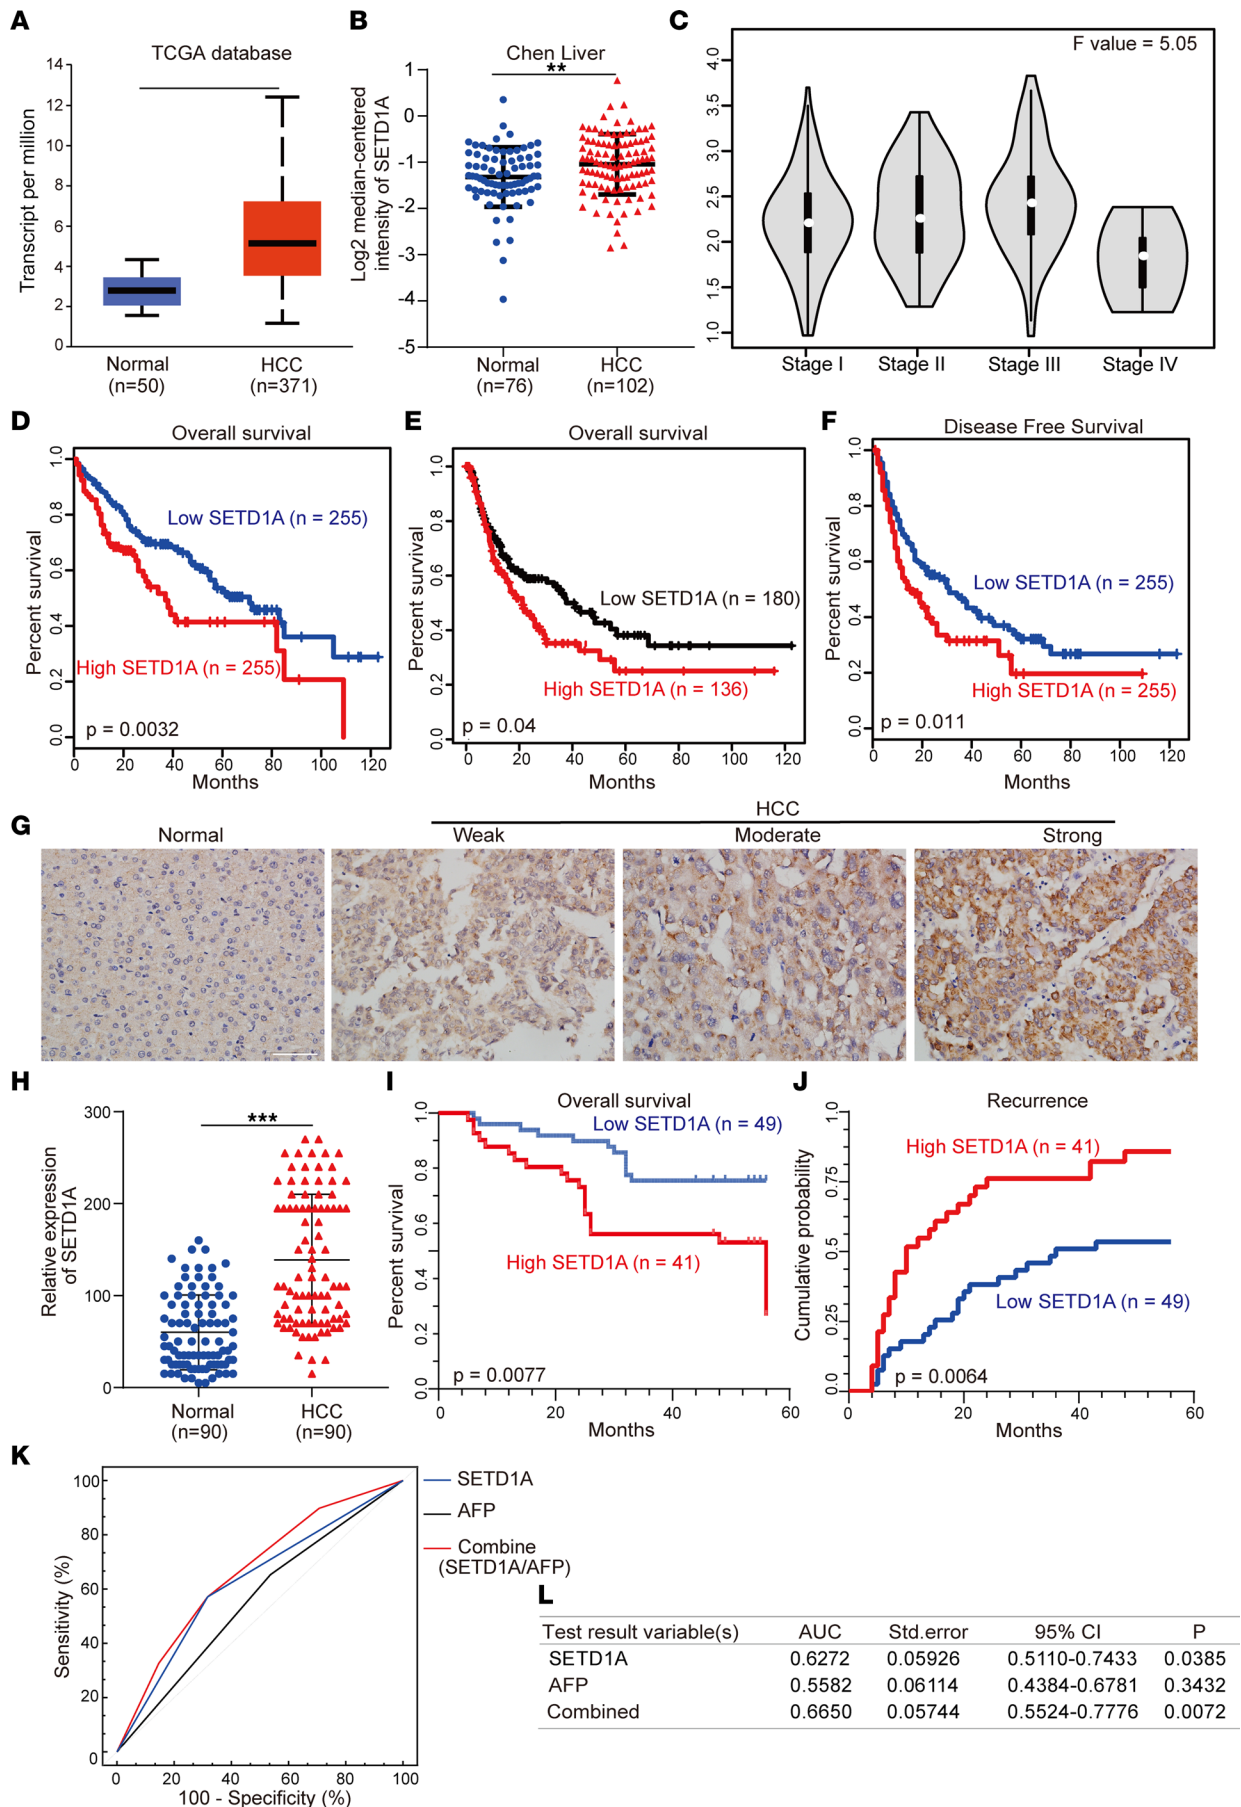 A
TCGA database
Transcript per million
14
12
10
8
6
4
2
0
Normal
(n=50)
HCC
(n=371)
B
Chen Liver
**
Log2 median-centered
intensity of SETD1A
1
0
-1
-2
-3
-4
-5
Normal
(n=76)
HCC
(n=102)
C
F value = 5.05
4.0
3.5
3.0
2.5
2.0
1.5
1.0
Stage I
Stage II
Stage III
Stage IV
D
Overall survival
Percent survival
1.0
0.8
0.6
0.4
0.2
0.0
Low SETD1A (n = 255)
High SETD1A (n = 255)
p = 0.0032
0 20 40 60 80 100 120
Months
E
Overall survival
Percent survival
1.0
0.8
0.6
0.4
0.2
0.0
Low SETD1A (n = 180)
High SETD1A (n = 136)
p = 0.04
0 20 40 60 80 100 120
Months
F
Disease Free Survival
Percent survival
1.0
0.8
0.6
0.4
0.2
0.0
Low SETD1A (n = 255)
High SETD1A (n = 255)
p = 0.011
0 20 40 60 80 100 120
Months
G
HCC
Normal
Weak
Moderate
Strong
H
***
Relative expression
of SETD1A
300
200
100
0
Normal
(n=90)
HCC
(n=90)
I
Overall survival
Percent survival
1.0
0.8
0.6
0.4
0.2
0.0
Low SETD1A (n = 49)
High SETD1A (n = 41)
p = 0.0077
0 20 40 60
Months
J
Recurrence
Cumulative probability
1.0
0.75
0.5
0.25
0.0
High SETD1A (n = 41)
Low SETD1A (n = 49)
p = 0.0064
0 20 40 60
Months
K
Sensitivity (%)
100
80
60
40
20
0
0 20 40 60 80 100
100 - Specificity (%)
SETD1A
AFP
Combine
(SETD1A/AFP)
L
Test result variable(s) AUC Std.error 95% CI P
SETD1A 0.6272 0.05926 0.5110-0.7433 0.0385
AFP 0.5582 0.06114 0.4384-0.6781 0.3432
Combined 0.6650 0.05744 0.5524-0.7776 0.0072